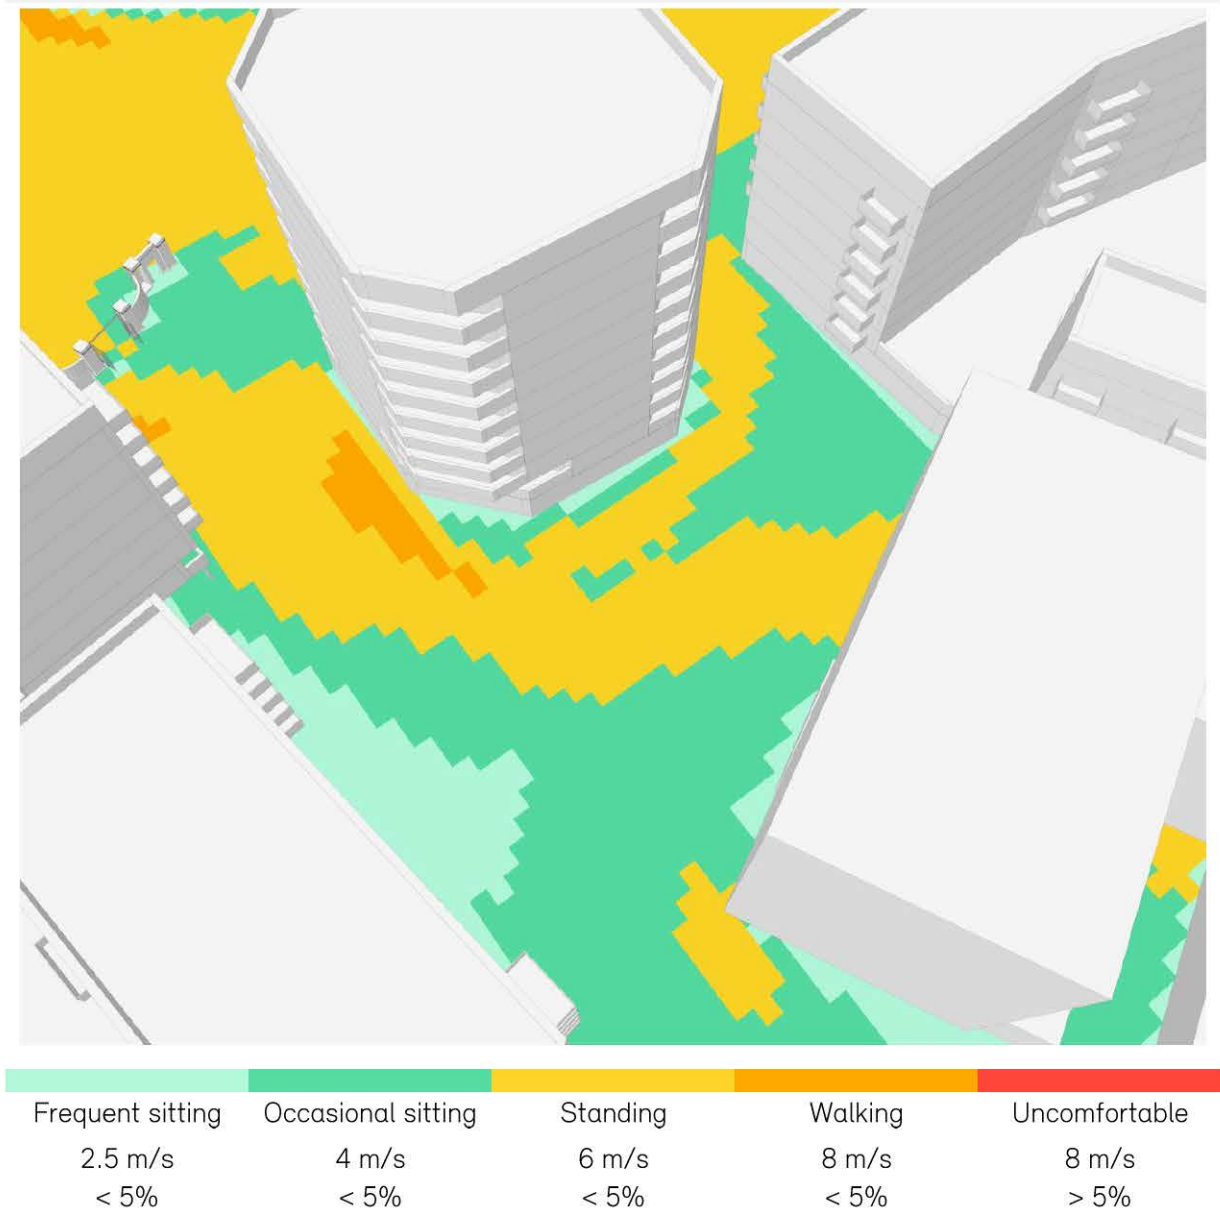 Frequent sitting Occasional sitting Standing Walking Uncomfortable
2.5 m/s 4 m/s 6 m/s 8 m/s 8 m/s
< 5% < 5% < 5% < 5% > 5%